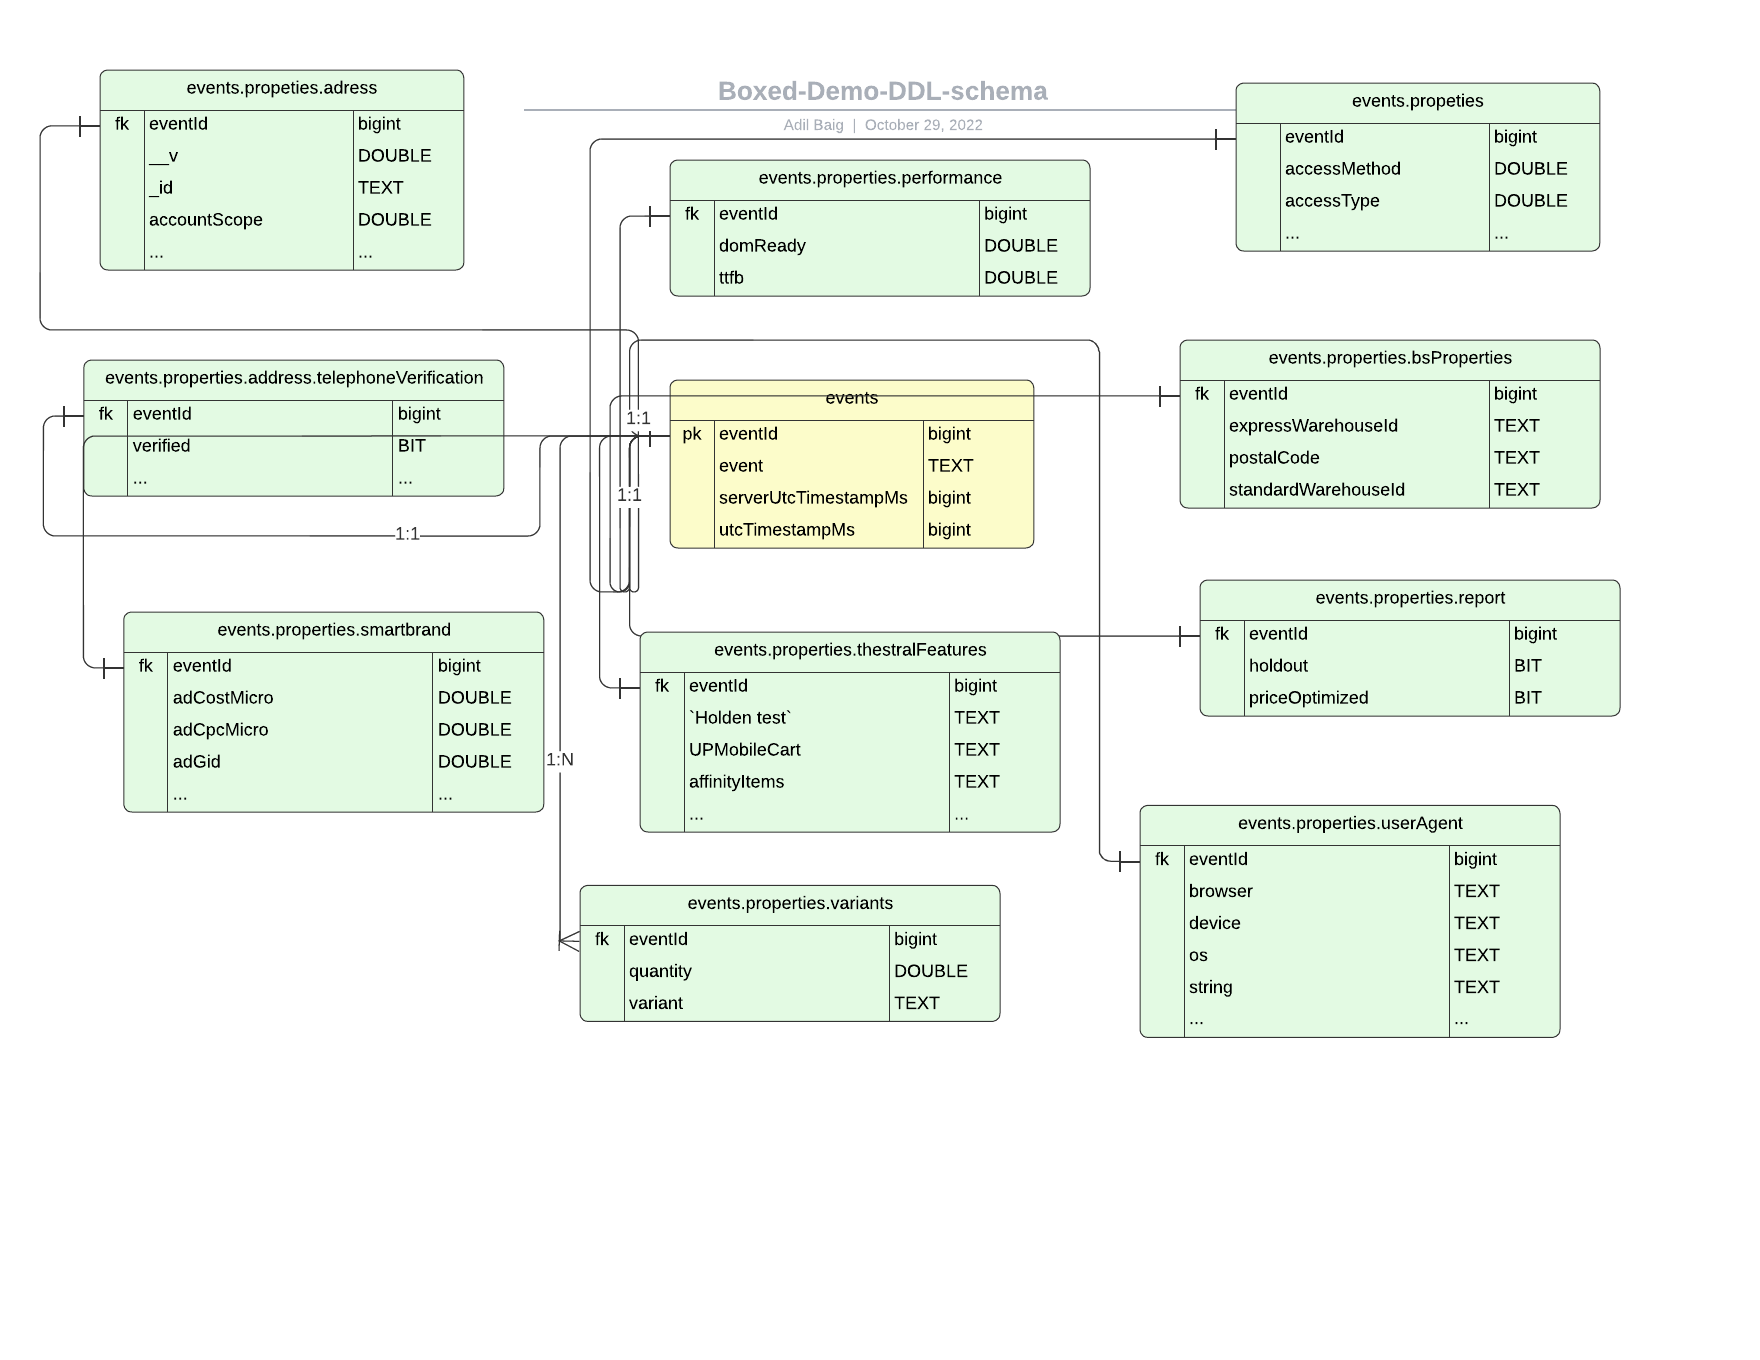 Boxed-Demo-DDL-schema
Adil Baig | October 29, 2022
events.propeties.adress
fk eventId bigint
__v DOUBLE
_id TEXT
accountScope DOUBLE
... ...
events.propeties
eventId bigint
accessMethod DOUBLE
accessType DOUBLE
... ...
events.properties.performance
fk eventId bigint
domReady DOUBLE
ttfb DOUBLE
events.properties.address.telephoneVerification
fk eventId bigint
verified BIT
... ...
events
pk eventId bigint
event TEXT
serverUtcTimestampMs bigint
utcTimestampMs bigint
1:1
1:1
1:1
1:N
events.properties.bsProperties
fk eventId bigint
expressWarehouseId TEXT
postalCode TEXT
standardWarehouseId TEXT
events.properties.smartbrand
fk eventId bigint
adCostMicro DOUBLE
adCpcMicro DOUBLE
adGid DOUBLE
... ...
events.properties.thestralFeatures
fk eventId bigint
`Holden test` TEXT
UPMobileCart TEXT
affinityItems TEXT
... ...
events.properties.report
fk eventId bigint
holdout BIT
priceOptimized BIT
events.properties.variants
fk eventId bigint
quantity DOUBLE
variant TEXT
events.properties.userAgent
fk eventId bigint
browser TEXT
device TEXT
os TEXT
string TEXT
... ...